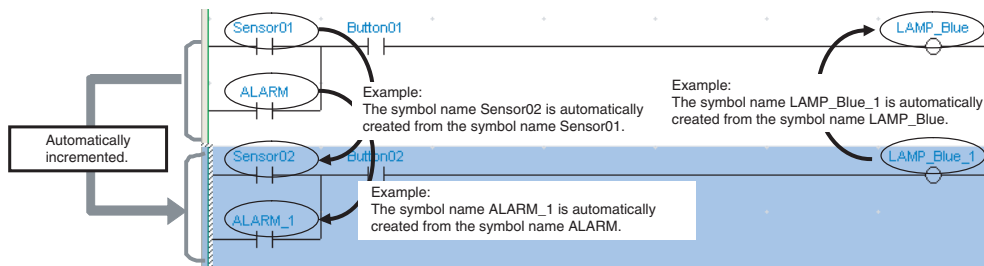 Sensor01
Button01
LAMP_Blue
ALARM
Example:
The symbol name Sensor02 is automatically
created from the symbol name Sensor01.
Example:
The symbol name LAMP_Blue_1 is automatically
created from the symbol name LAMP_Blue.
Automatically
incremented.
Sensor02
Button02
LAMP_Blue_1
Example:
The symbol name ALARM_1 is automatically
created from the symbol name ALARM.
ALARM_1